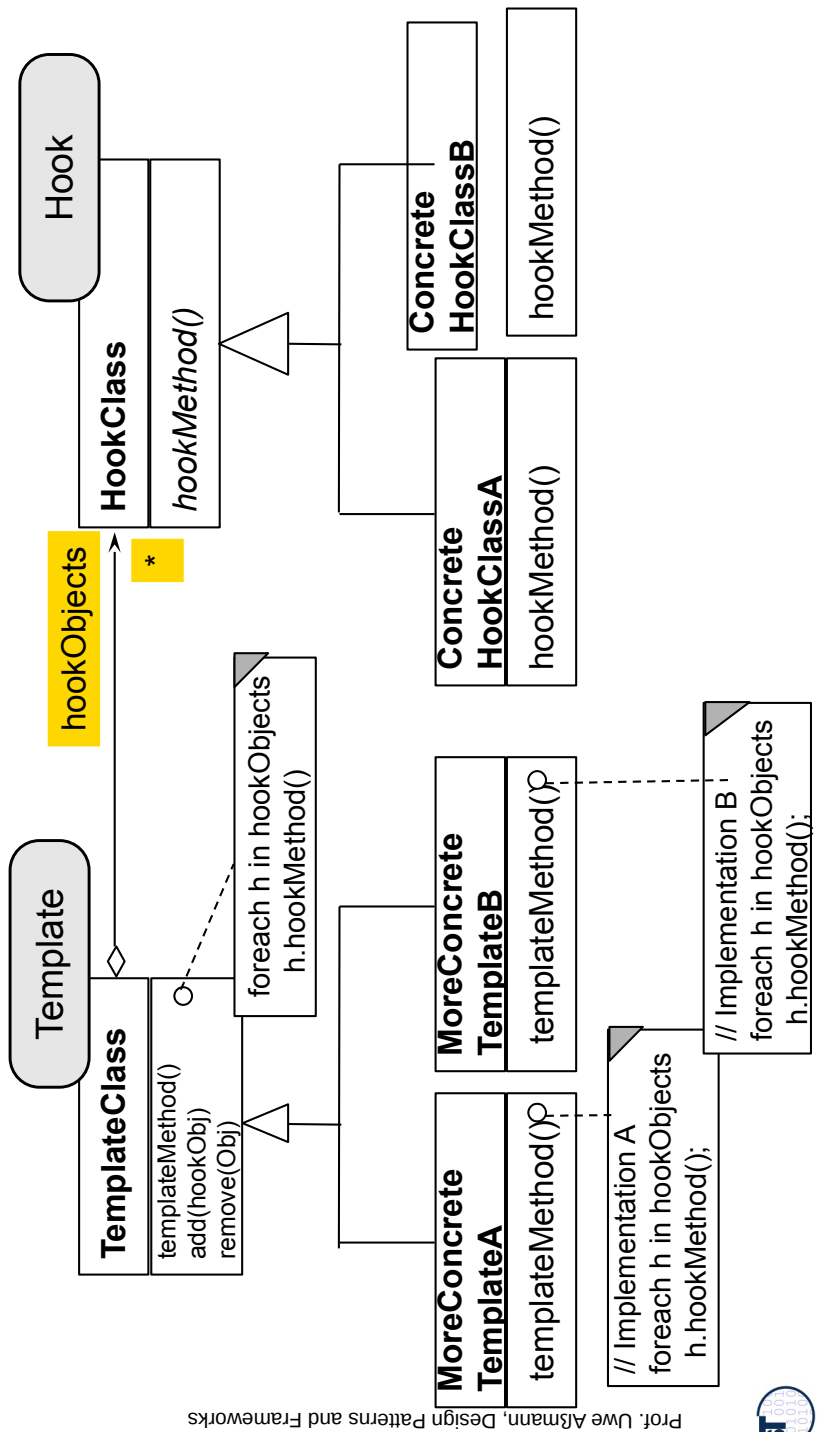 Template
Hook
hookObjects
*
TemplateClass
templateMethod()
add(hookObj)
remove(Obj)
foreach h in hookObjects
h.hookMethod()
HookClass
hookMethod()
MoreConcrete
TemplateA
templateMethod()
MoreConcrete
TemplateB
templateMethod()
Concrete
HookClassA
hookMethod()
Concrete
HookClassB
hookMethod()
// Implementation A
foreach h in hookObjects
h.hookMethod();
// Implementation B
foreach h in hookObjects
h.hookMethod();
Prof. Uwe Aßmann, Design Patterns and Frameworks